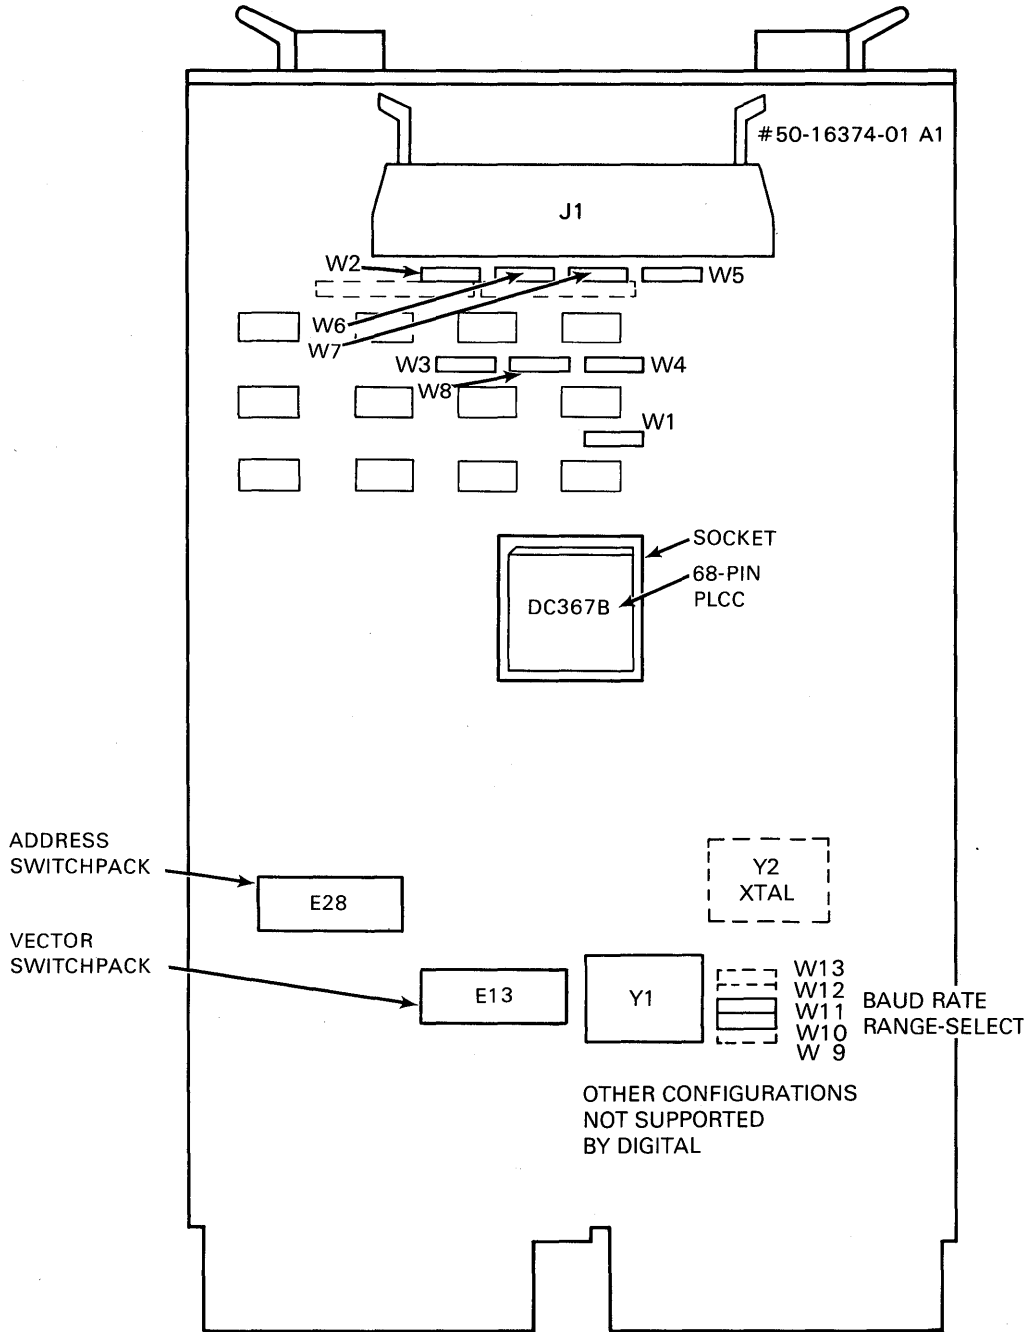 #50-16374-01 A1
J1
W2
W5
W6
W7
W3
W4
W8
W1
SOCKET
68-PIN
PLCC
DC367B
ADDRESS
SWITCHPACK
E28
Y2
XTAL
VECTOR
SWITCHPACK
E13
Y1
W13
W12
W11
W10
W 9
BAUD RATE
RANGE-SELECT
OTHER CONFIGURATIONS
NOT SUPPORTED
BY DIGITAL